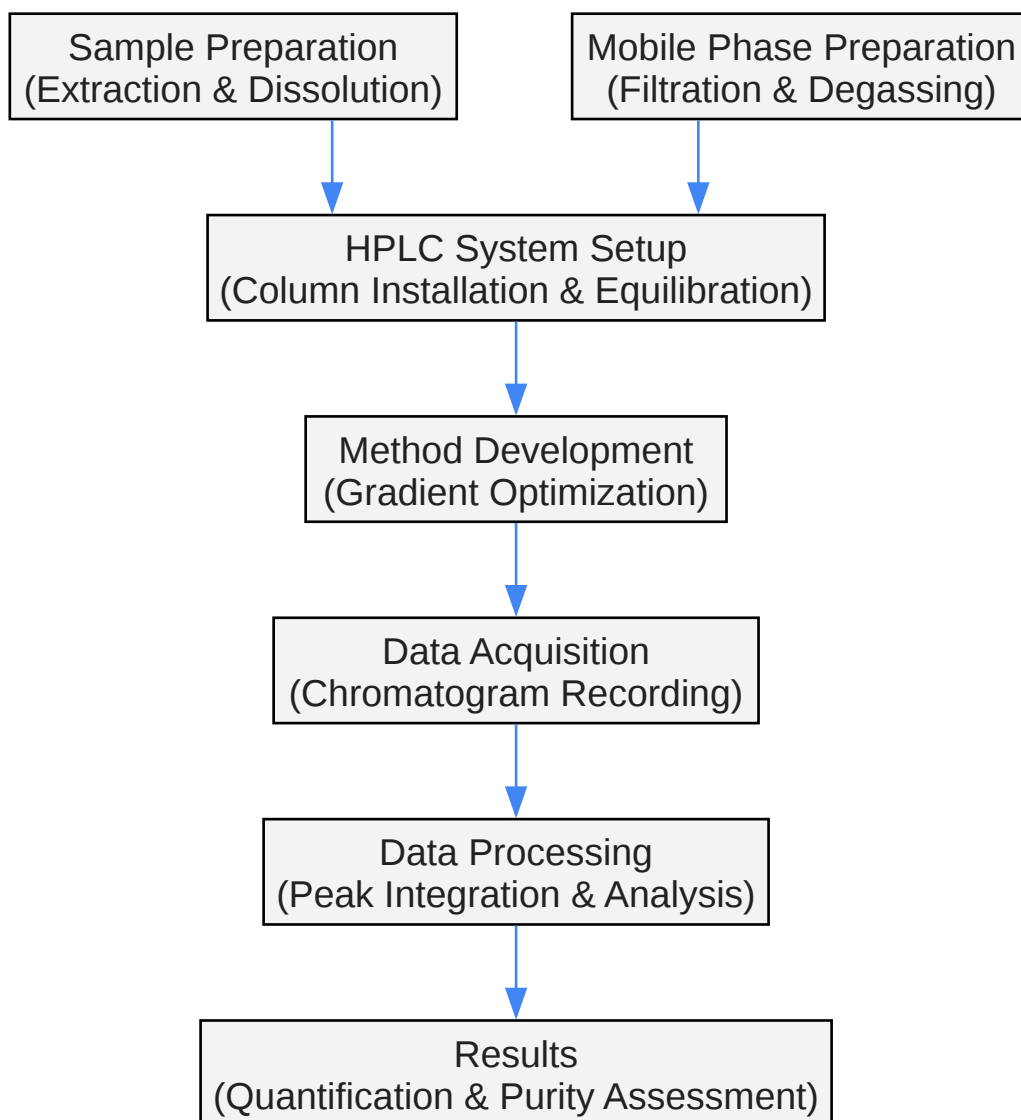 Sample Preparation
(Extraction & Dissolution)
Mobile Phase Preparation
(Filtration & Degassing)
HPLC System Setup
(Column Installation & Equilibration)
Method Development
(Gradient Optimization)
Data Acquisition
(Chromatogram Recording)
Data Processing
(Peak Integration & Analysis)
Results
(Quantification & Purity Assessment)